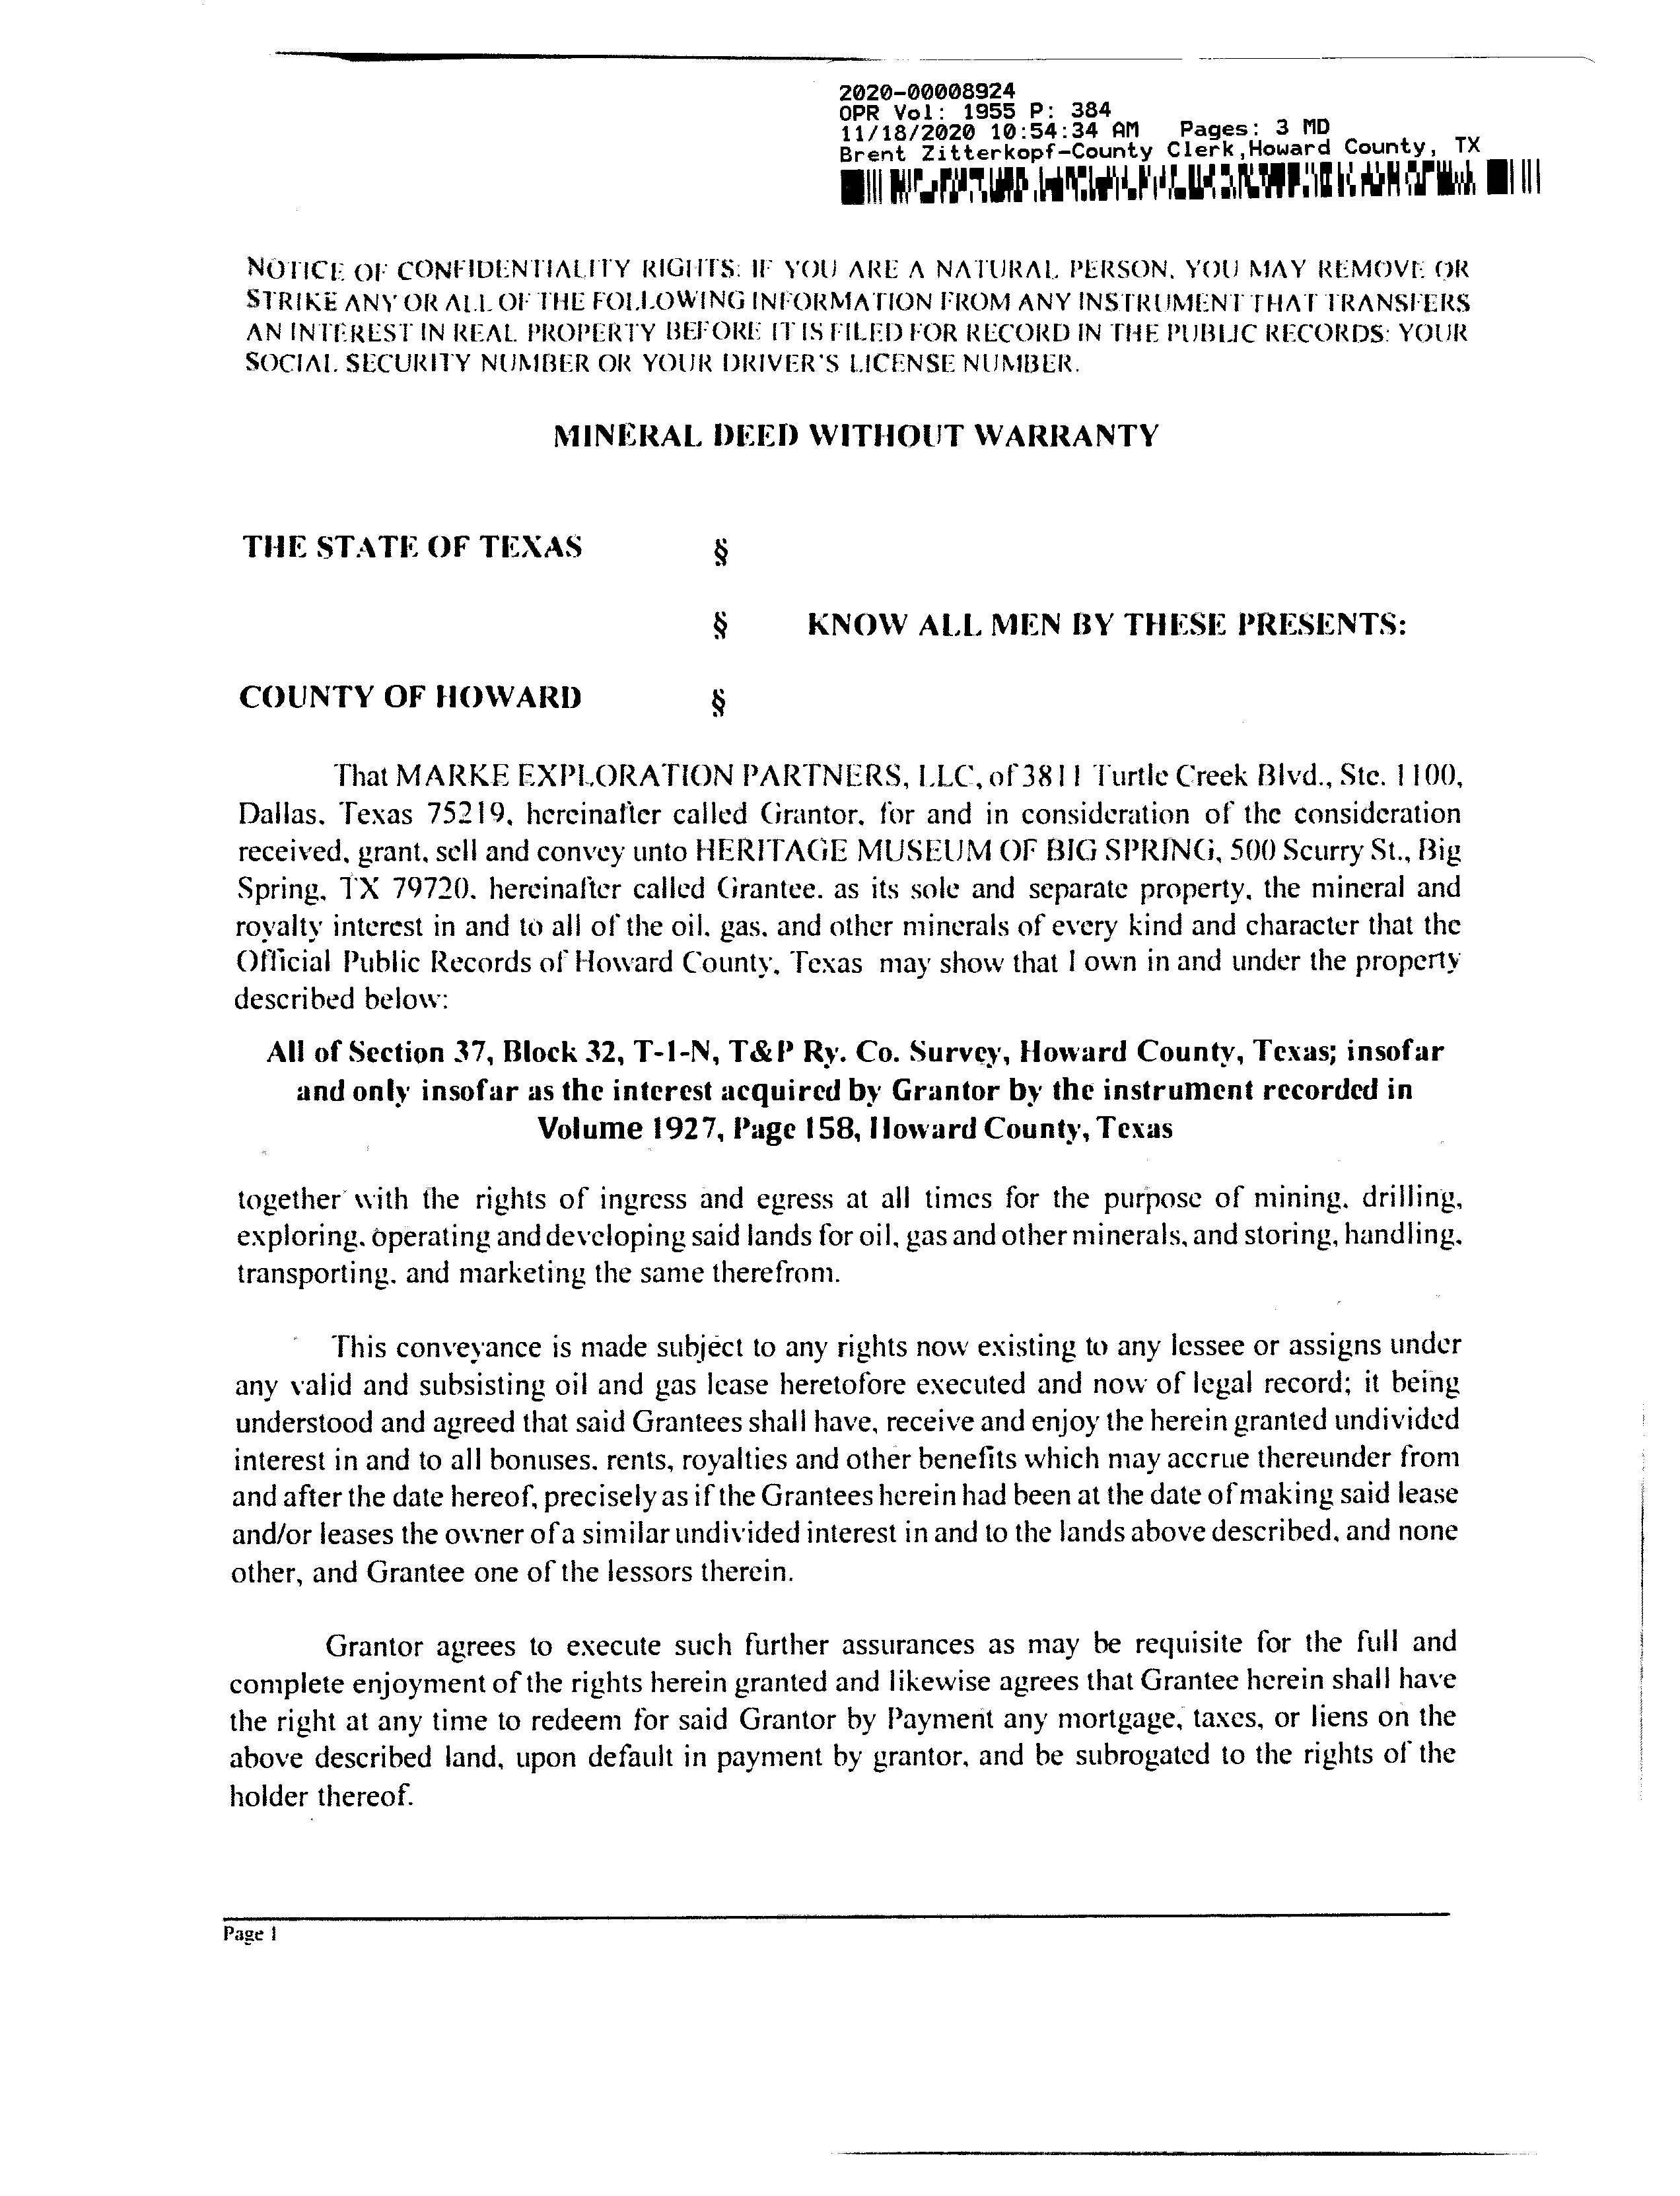 2020-00008924
OPR Vol: 1955 P: 384
11/18/2020 10:54:34 AM Pages: 3 MD
Brent Zitterkopf-County Clerk,Howard County, TX
NOTICE OF CONFIDENTIALITY RIGHTS: IF YOU ARE A NATURAL PERSON, YOU MAY REMOVE OR
STRIKE ANY OR ALL OF THE FOLLOWING INFORMATION FROM ANY INSTRUMENT THAT TRANSFERS
AN INTEREST IN REAL PROPERTY BEFORE IT IS FILED FOR RECORD IN THE PUBLIC RECORDS: YOUR
SOCIAL SECURITY NUMBER OR YOUR DRIVER'S LICENSE NUMBER.
MINERAL DEED WITHOUT WARRANTY
THE STATE OF TEXAS §
§ KNOW ALL MEN BY THESE PRESENTS:
COUNTY OF HOWARD §
That MARKE EXPLORATION PARTNERS, LLC, of 3811 Turtle Creek Blvd., Ste. 1100,
Dallas, Texas 75219, hereinafter called Grantor, for and in consideration of the consideration
received, grant, sell and convey unto HERITAGE MUSEUM OF BIG SPRING, 500 Scurry St., Big
Spring, TX 79720, hereinafter called Grantee, as its sole and separate property, the mineral and
royalty interest in and to all of the oil, gas, and other minerals of every kind and character that the
Official Public Records of Howard County, Texas may show that I own in and under the property
described below:
All of Section 37, Block 32, T-1-N, T&P Ry. Co. Survey, Howard County, Texas; insofar
and only insofar as the interest acquired by Grantor by the instrument recorded in
Volume 1927, Page 158, Howard County, Texas
together with the rights of ingress and egress at all times for the purpose of mining, drilling,
exploring, operating and developing said lands for oil, gas and other minerals, and storing, handling,
transporting, and marketing the same therefrom.
This conveyance is made subject to any rights now existing to any lessee or assigns under
any valid and subsisting oil and gas lease heretofore executed and now of legal record; it being
understood and agreed that said Grantees shall have, receive and enjoy the herein granted undivided
interest in and to all bonuses, rents, royalties and other benefits which may accrue thereunder from
and after the date hereof, precisely as if the Grantees herein had been at the date of making said lease
and/or leases the owner of a similar undivided interest in and to the lands above described, and none
other, and Grantee one of the lessors therein.
Grantor agrees to execute such further assurances as may be requisite for the full and
complete enjoyment of the rights herein granted and likewise agrees that Grantee herein shall have
the right at any time to redeem for said Grantor by Payment any mortgage, taxes, or liens on the
above described land, upon default in payment by grantor, and be subrogated to the rights of the
holder thereof.
Page 1